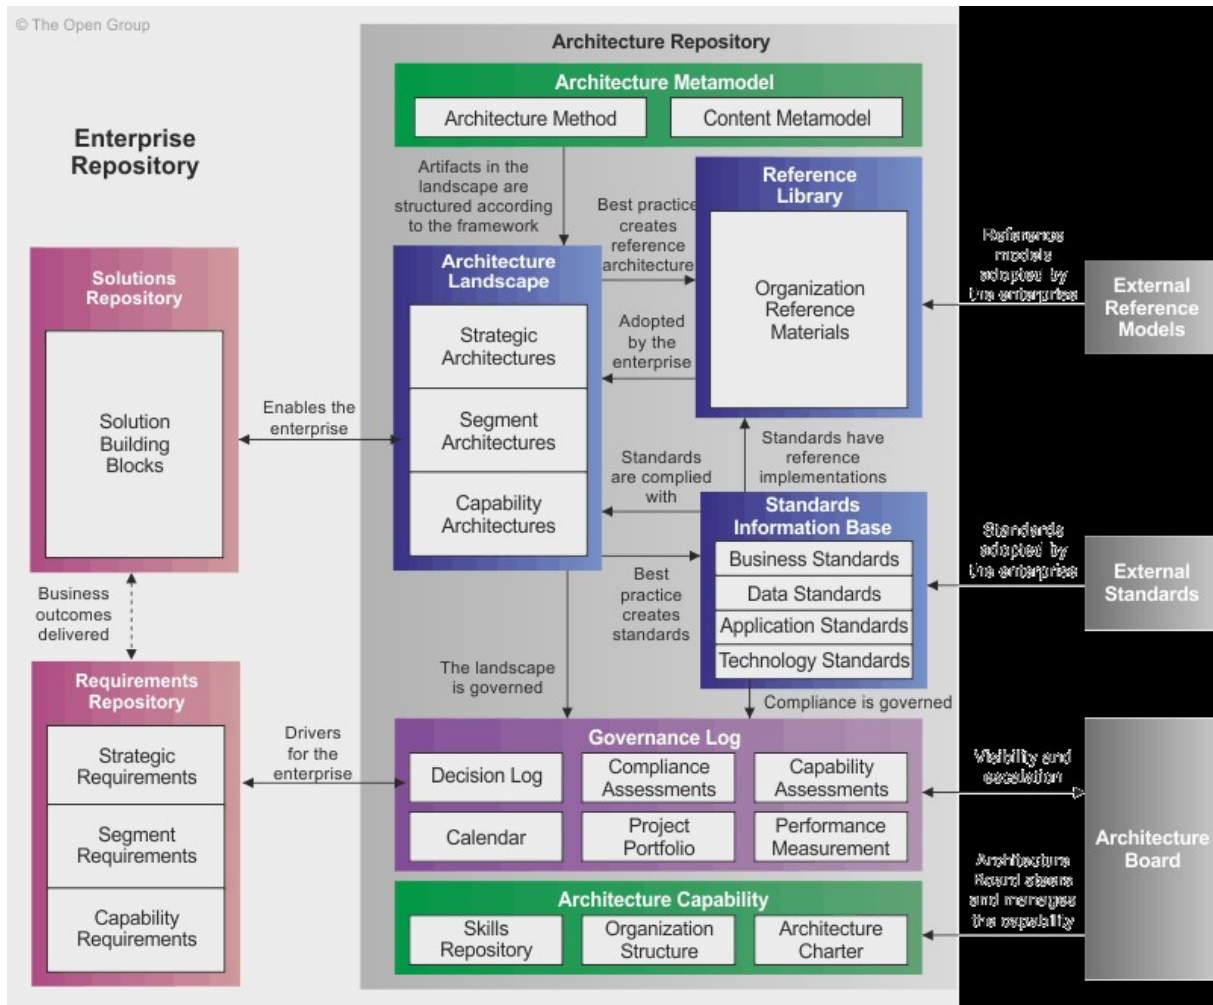 © The Open Group
Architecture Repository
Architecture Metamodel
Architecture Method
Content Metamodel
Enterprise
Repository
Artifacts in the
landscape are
structured according
to the framework
Best practice
creates
reference
architecture
Reference
Library
Organization
Reference
Materials
Reference
models
adopted by
the enterprise
External
Reference
Models
Solutions
Repository
Solution
Building
Blocks
Enables the
enterprise
Architecture
Landscape
Strategic
Architectures
Segment
Architectures
Capability
Architectures
Adopted
by the
enterprise
Standards have
reference
implementations
Standards
are complied
with
Standards
Information Base
Business Standards
Data Standards
Application Standards
Technology Standards
Standards
adopted by
the enterprise
External
Standards
Best
practice
creates
standards
Business
outcomes
delivered
The landscape
is governed
Compliance is governed
Requirements
Repository
Strategic
Requirements
Segment
Requirements
Capability
Requirements
Drivers
for the
enterprise
Governance Log
Decision Log
Compliance
Assessments
Capability
Assessments
Calendar
Project
Portfolio
Performance
Measurement
Visibility and
escalation
Architecture
Board
Architecture
Board steers
and manages
the capability
Architecture Capability
Skills
Repository
Organization
Structure
Architecture
Charter